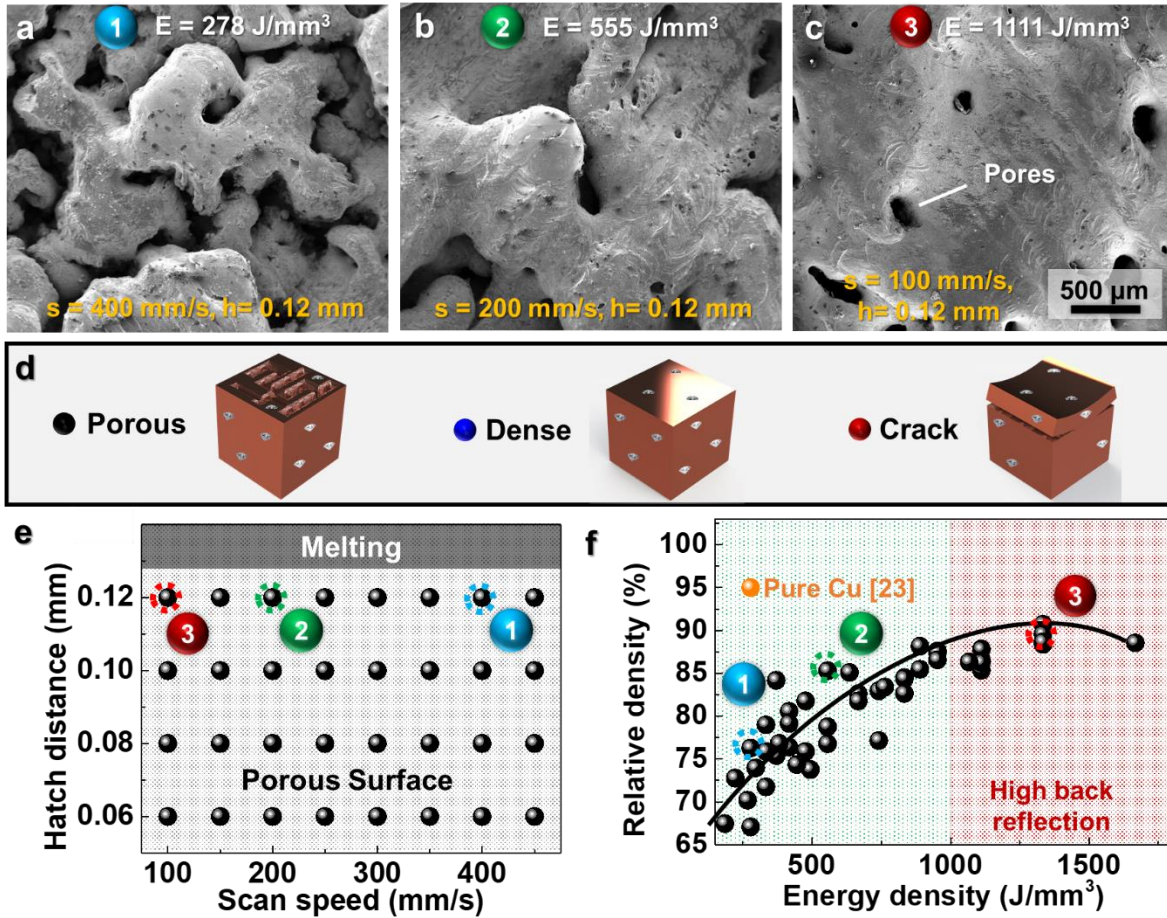 a 1 E = 278 J/mm³
s = 400 mm/s, h= 0.12 mm
b 2 E = 555 J/mm³
s = 200 mm/s, h= 0.12 mm
c 3 E = 1111 J/mm³
Pores
s = 100 mm/s,
h= 0.12 mm
500 µm
d
Porous
Dense
Crack
e
Melting
3
2
1
Porous Surface
Hatch distance (mm)
0.12
0.10
0.08
0.06
100 200 300 400
Scan speed (mm/s)
f
Pure Cu [23]
1
2
3
High back
reflection
Relative density (%)
100
95
90
85
80
75
70
65
500 1000 1500
Energy density (J/mm³)